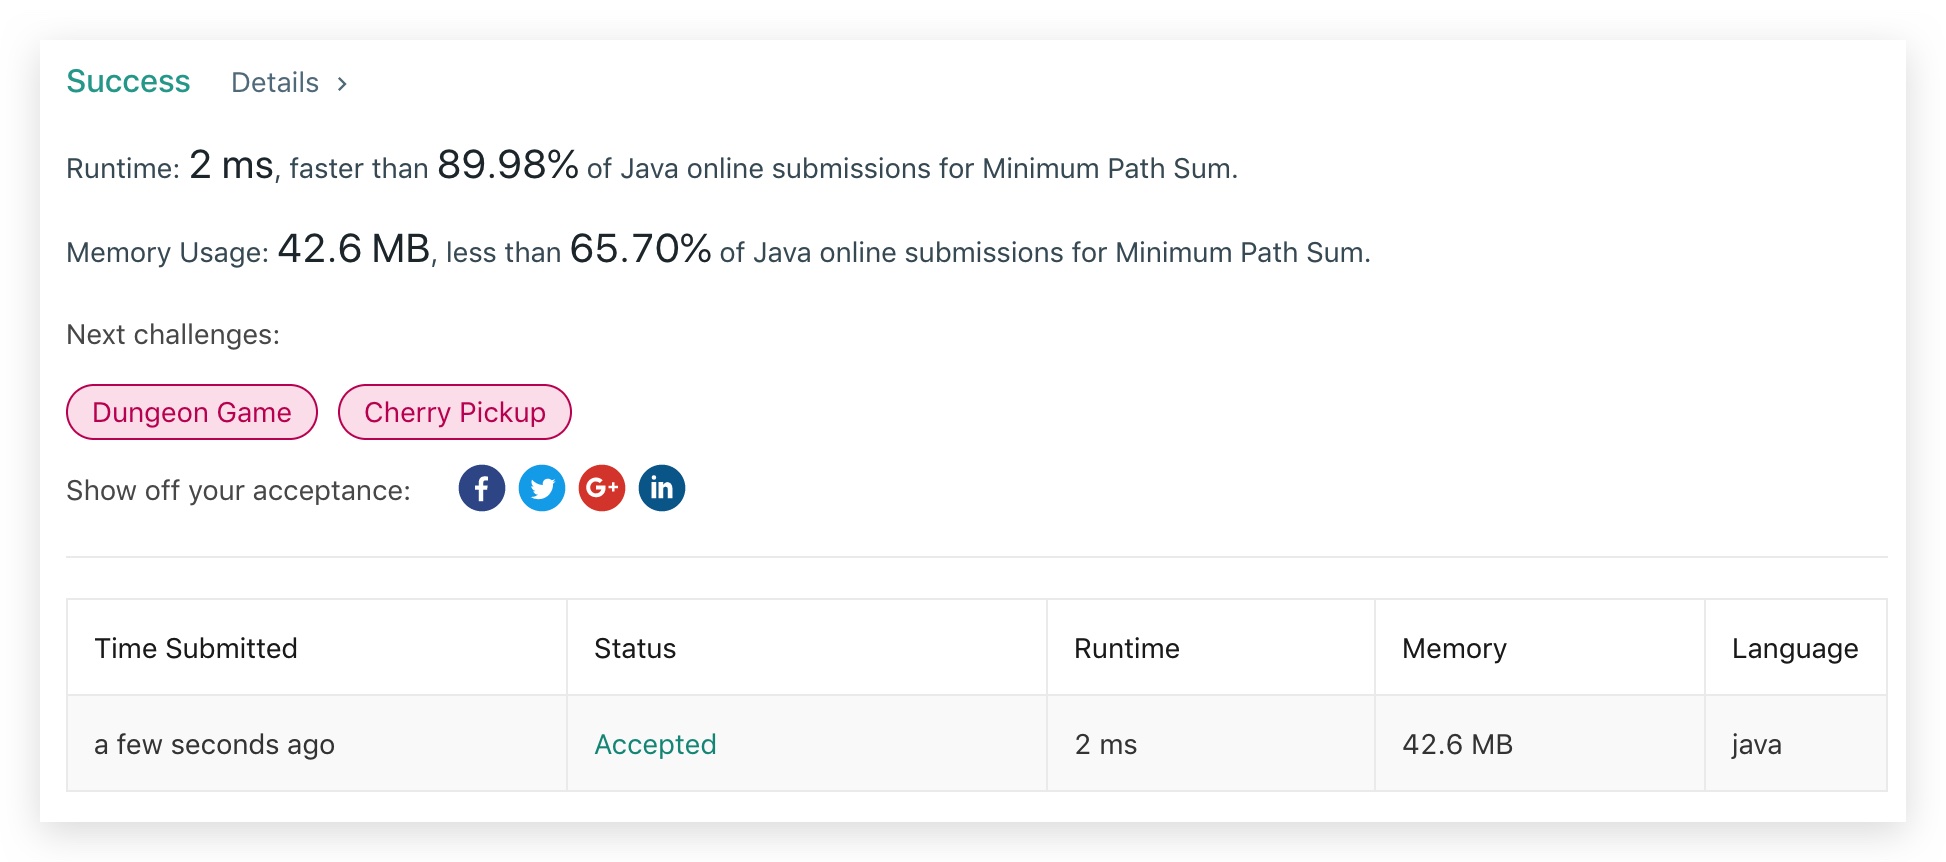 Success Details >
Runtime: 2 ms, faster than 89.98% of Java online submissions for Minimum Path Sum.
Memory Usage: 42.6 MB, less than 65.70% of Java online submissions for Minimum Path Sum.
Next challenges:
Dungeon Game Cherry Pickup
Show off your acceptance: f G+ in
Time Submitted Status Runtime Memory Language
a few seconds ago Accepted 2 ms 42.6 MB java